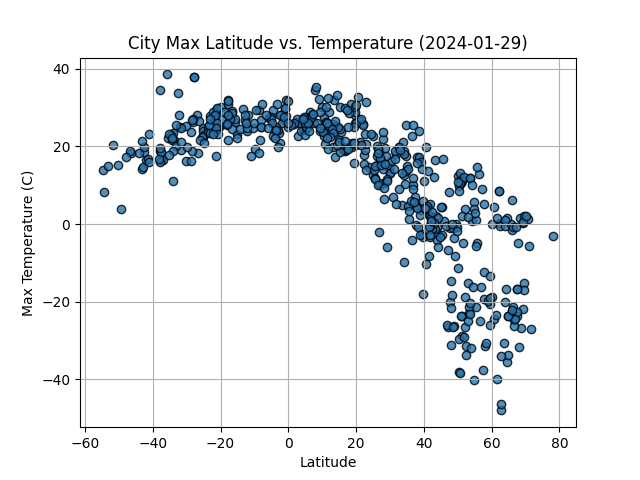 City Max Latitude vs. Temperature (2024-01-29)
Max Temperature (C)
40
20
0
−20
−40
−60 −40 −20 0 20 40 60 80
Latitude